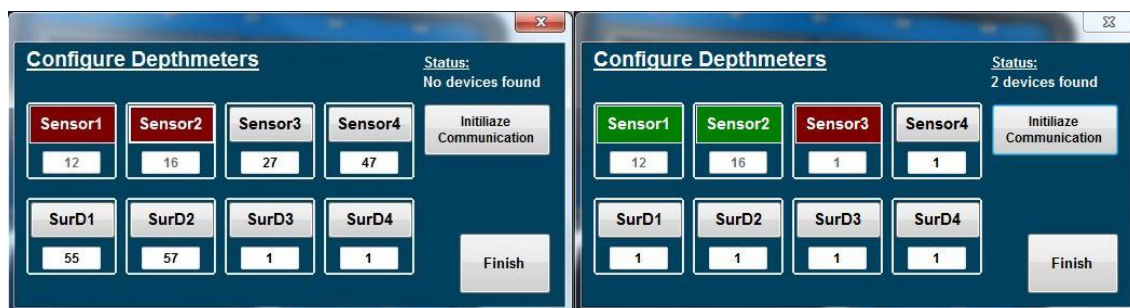 Configure Depthmeters
Status:
No devices found
Sensor1 Sensor2 Sensor3 Sensor4
12 16 27 47
Initiliaze
Communication
SurD1 SurD2 SurD3 SurD4
55 57 1 1
Finish
Configure Depthmeters
Status:
2 devices found
Sensor1 Sensor2 Sensor3 Sensor4
12 16 1 1
Initiliaze
Communication
SurD1 SurD2 SurD3 SurD4
1 1 1 1
Finish